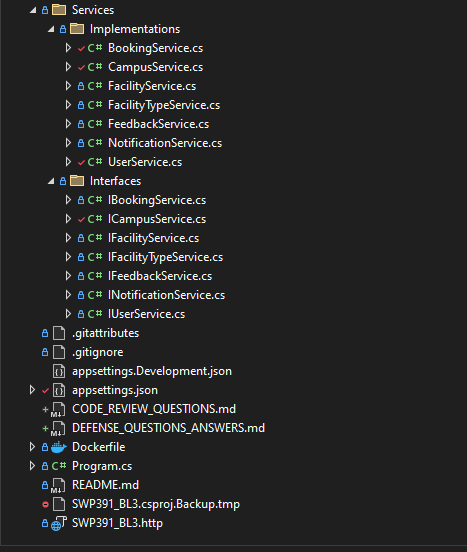 Services
Implementations
C# BookingService.cs
C# CampusService.cs
C# FacilityService.cs
C# FacilityTypeService.cs
C# FeedbackService.cs
C# NotificationService.cs
C# UserService.cs
Interfaces
C# IBookingService.cs
C# ICampusService.cs
C# IFacilityService.cs
C# IFacilityTypeService.cs
C# IFeedbackService.cs
C# INotificationService.cs
C# IUserService.cs
.gitattributes
.gitignore
appsettings.Development.json
appsettings.json
CODE_REVIEW_QUESTIONS.md
DEFENSE_QUESTIONS_ANSWERS.md
Dockerfile
C# Program.cs
README.md
SWP391_BL3.csproj.Backup.tmp
SWP391_BL3.http